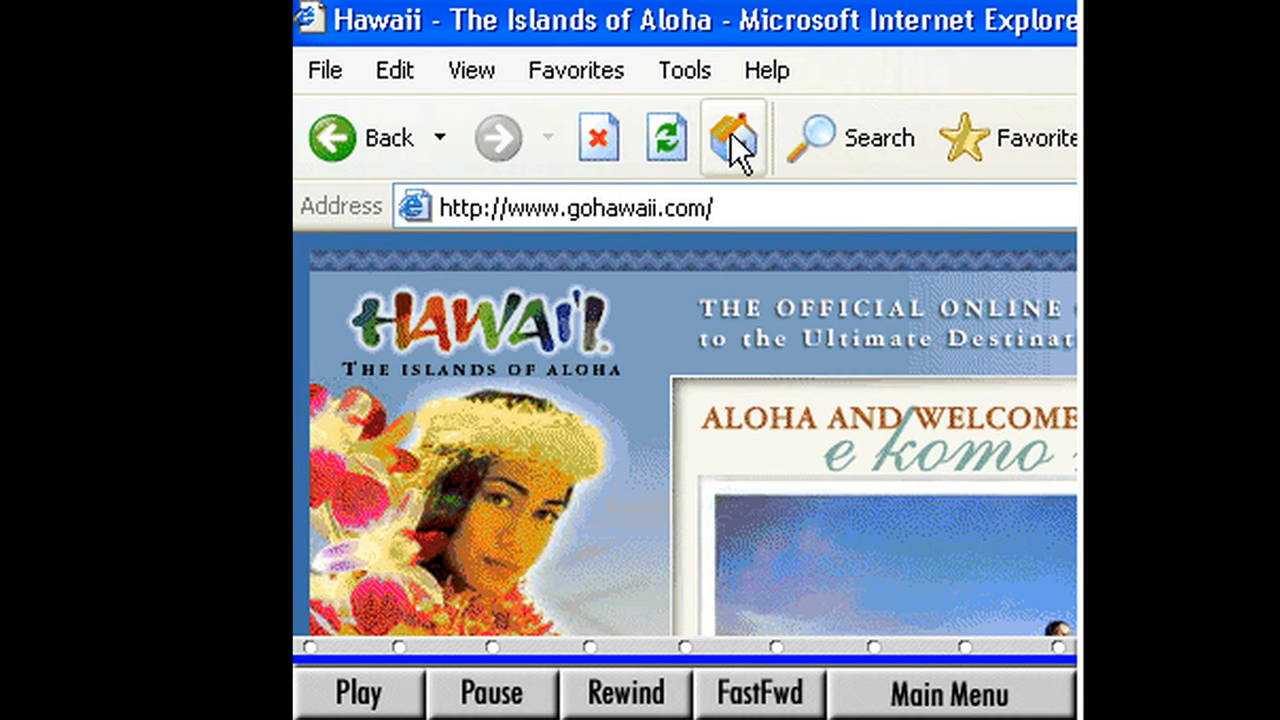 Hawaii - The Islands of Aloha - Microsoft Internet Explore
File Edit View Favorites Tools Help
Back Search Favorite
Address http://www.gohawaii.com/
HAWAI'I.
THE ISLANDS OF ALOHA
THE OFFICIAL ONLINE
to the Ultimate Destinat
ALOHA AND WELCOME
e komo
Play Pause Rewind FastFwd Main Menu